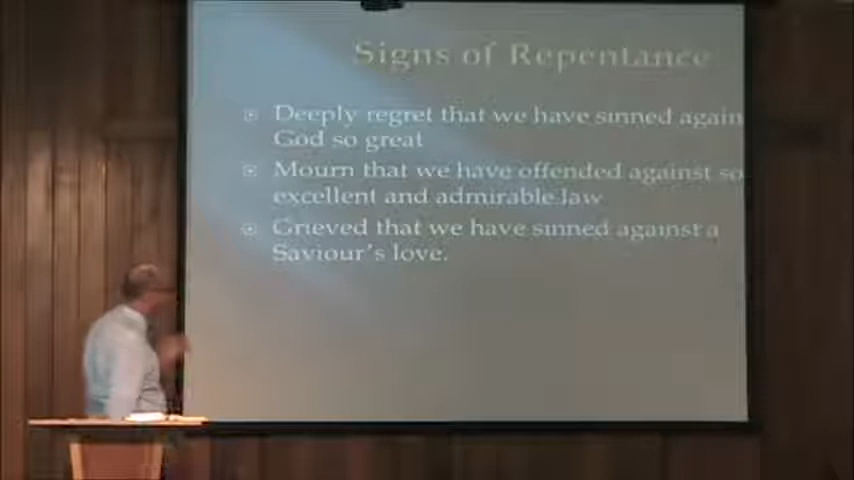 Signs of Repentance
Deeply regret that we have sinned again
God so great
Mourn that we have offended against so
excellent and admirable law
Grieved that we have sinned against a
Saviour's love.